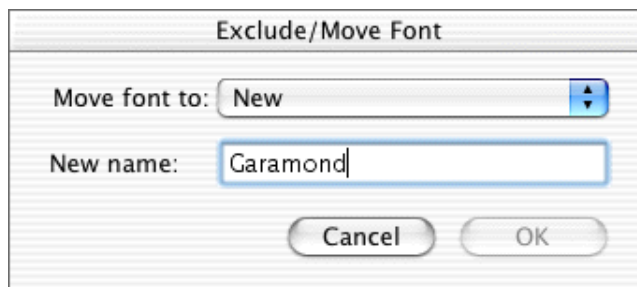 Exclude/Move Font
Move font to: New
New name: Garamond
Cancel OK